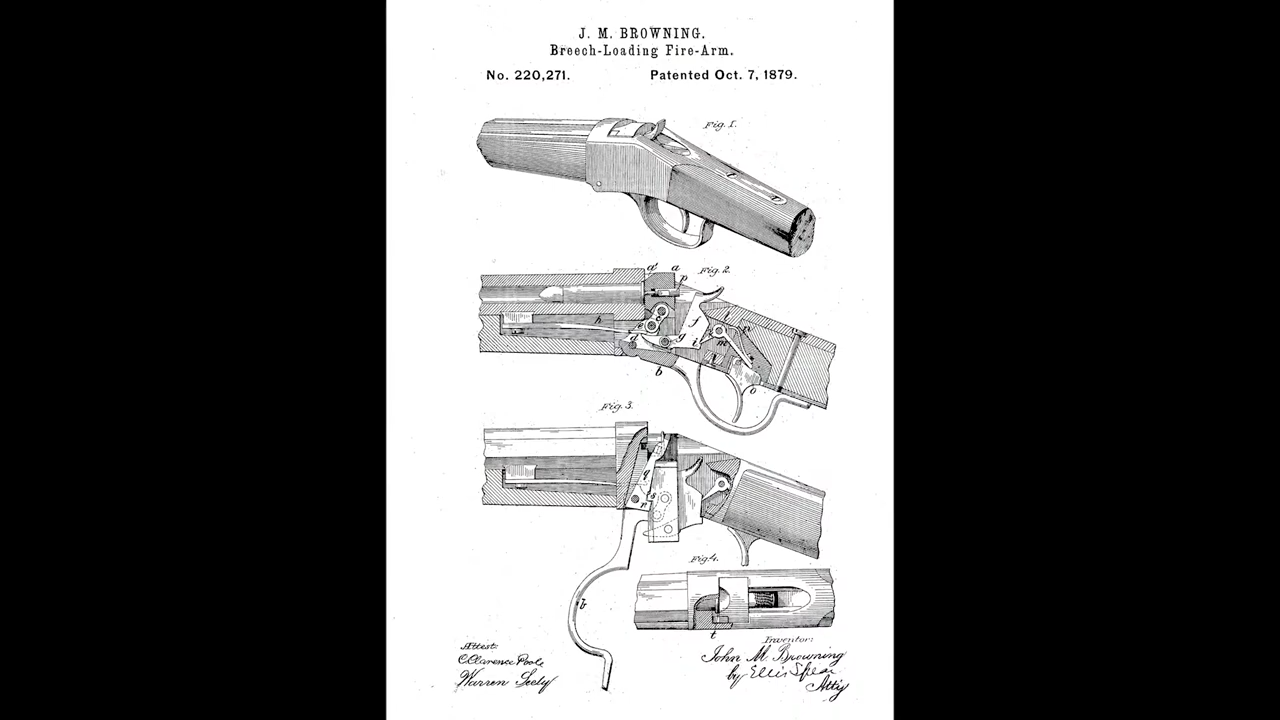 J. M. BROWNING.
Breech-Loading Fire-Arm.
No. 220,271. Patented Oct. 7, 1879.
Fig. 1.
Fig. 2.
a' a
p
h
c
e
f
d
g
i
l
n
m
b
o
Fig. 3.
q
s
r
b
Fig. 4.
t
Attest:
C. Clarence Poole
Warren Seely
Inventor:
John M. Browning
by Ellis Spear
Atty